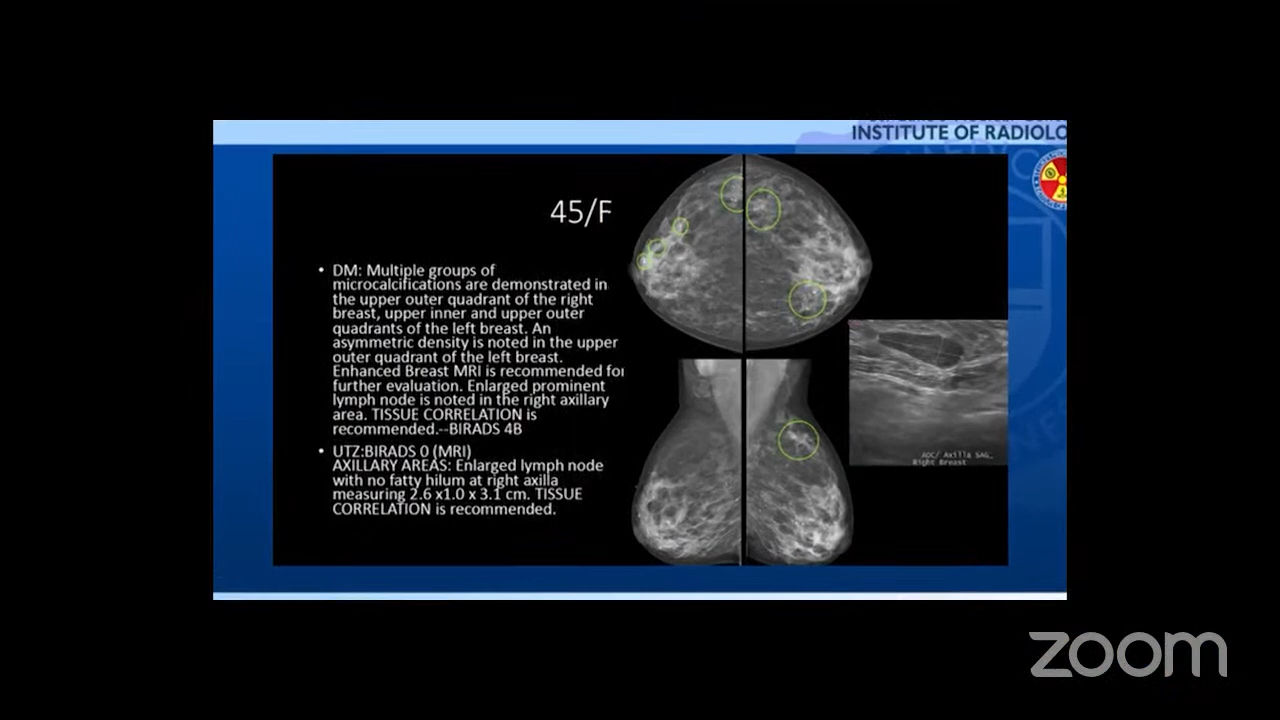 INSTITUTE OF RADIOLO
45/F
• DM: Multiple groups of
microcalcifications are demonstrated in
the upper outer quadrant of the right
breast, upper inner and upper outer
quadrants of the left breast. An
asymmetric density is noted in the upper
outer quadrant of the left breast.
Enhanced Breast MRI is recommended for
further evaluation. Enlarged prominent
lymph node is noted in the right axillary
area. TISSUE CORRELATION is
recommended.--BIRADS 4B
• UTZ:BIRADS 0 (MRI)
AXILLARY AREAS: Enlarged lymph node
with no fatty hilum at right axilla
measuring 2.6 x1.0 x 3.1 cm. TISSUE
CORRELATION is recommended.
AOC/ Axilla SAG_
Right Breast
zoom